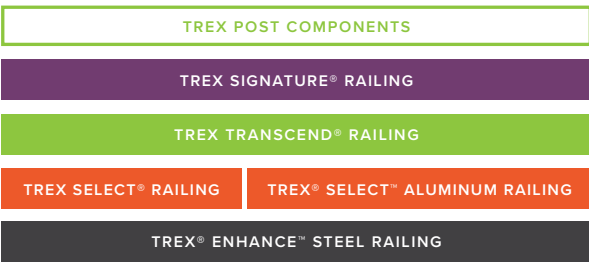 TREX POST COMPONENTS
TREX SIGNATURE® RAILING
TREX TRANSCEND® RAILING
TREX SELECT® RAILING
TREX® SELECT™ ALUMINUM RAILING
TREX® ENHANCE™ STEEL RAILING